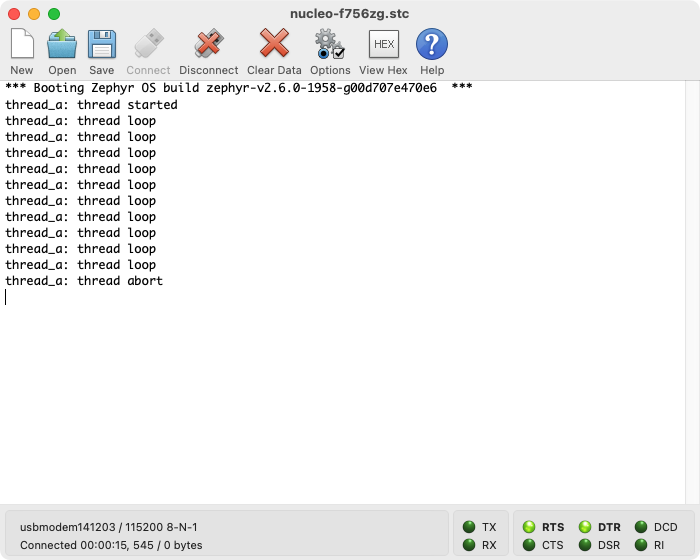 nucleo-f756zg.stc
New Open Save Connect Disconnect Clear Data Options HEX View Hex Help
*** Booting Zephyr OS build zephyr-v2.6.0-1958-g00d707e470e6  ***
thread_a: thread started
thread_a: thread loop
thread_a: thread loop
thread_a: thread loop
thread_a: thread loop
thread_a: thread loop
thread_a: thread loop
thread_a: thread loop
thread_a: thread loop
thread_a: thread loop
thread_a: thread loop
thread_a: thread abort
usbmodem141203 / 115200 8-N-1
Connected 00:00:15, 545 / 0 bytes
TX RTS DTR DCD
RX CTS DSR RI